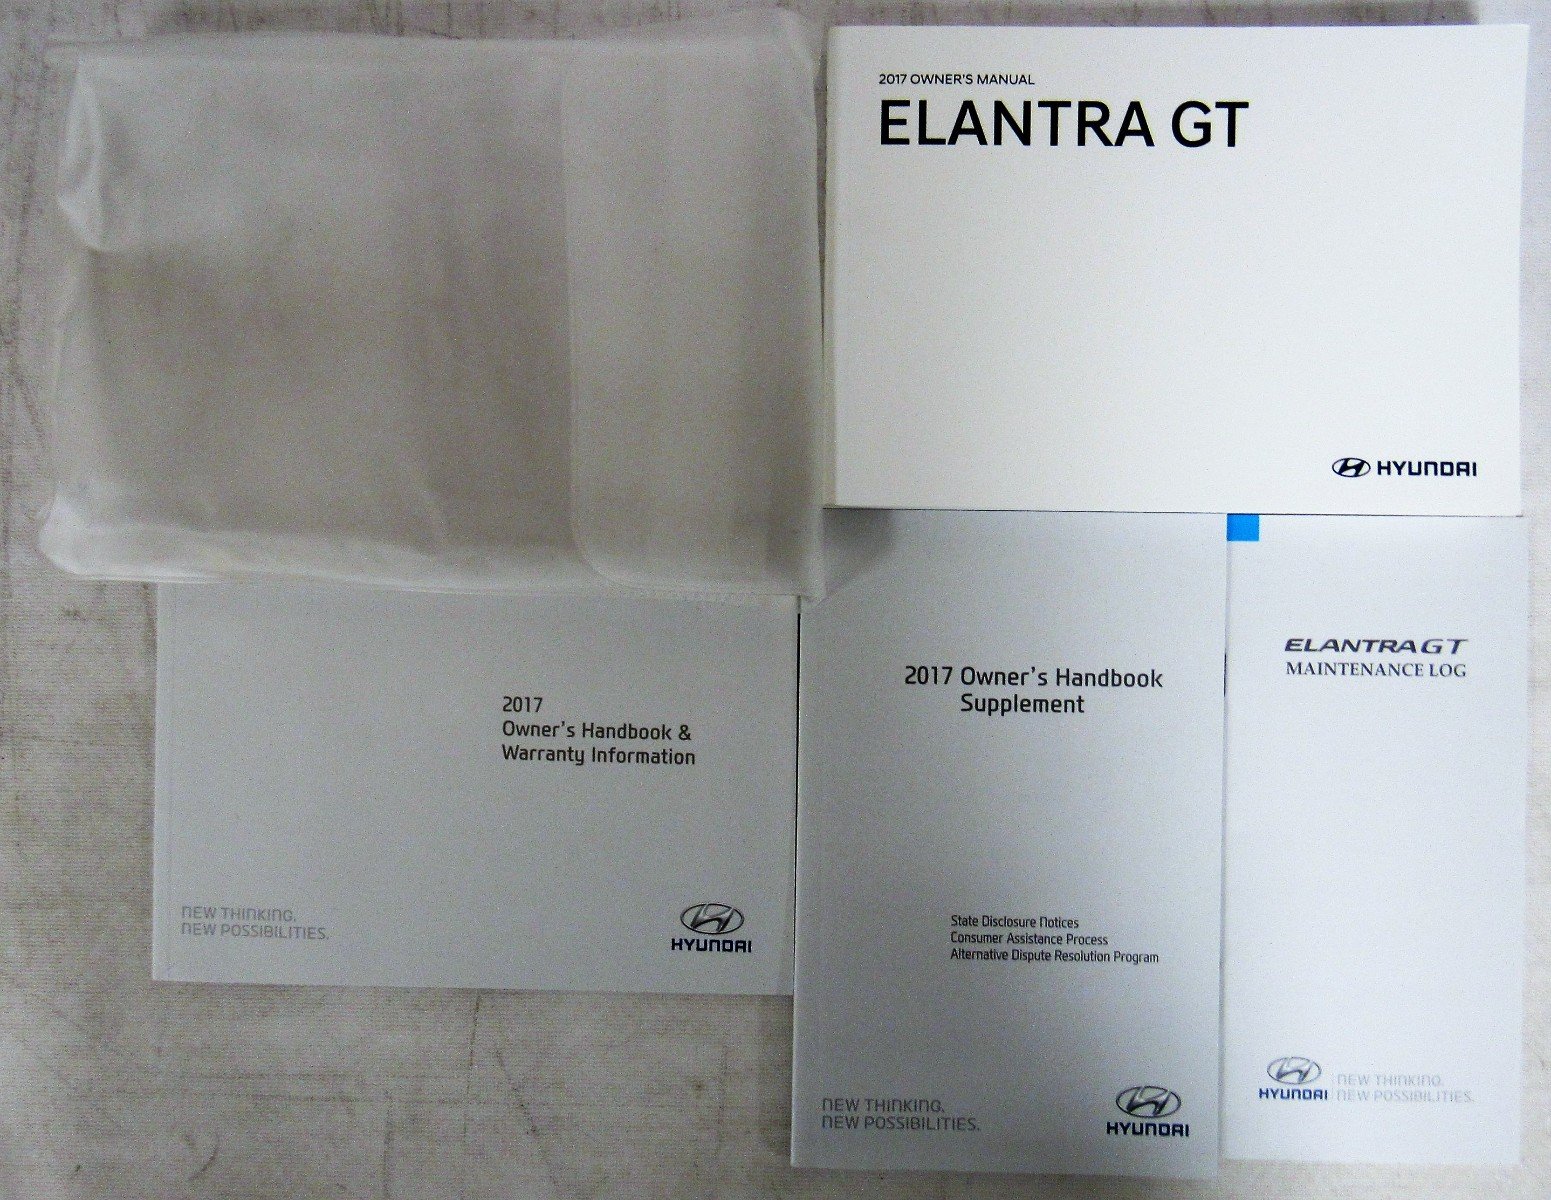 2017 OWNER'S MANUAL
ELANTRA GT
HYUNDAI
2017
Owner's Handbook &
Warranty Information
NEW THINKING.
NEW POSSIBILITIES.
HYUNDAI
2017 Owner's Handbook
Supplement
State Disclosure Notices
Consumer Assistance Process
Alternative Dispute Resolution Program
NEW THINKING.
NEW POSSIBILITIES.
HYUNDAI
ELANTRA GT
MAINTENANCE LOG
HYUNDAI
NEW THINKING.
NEW POSSIBILITIES.